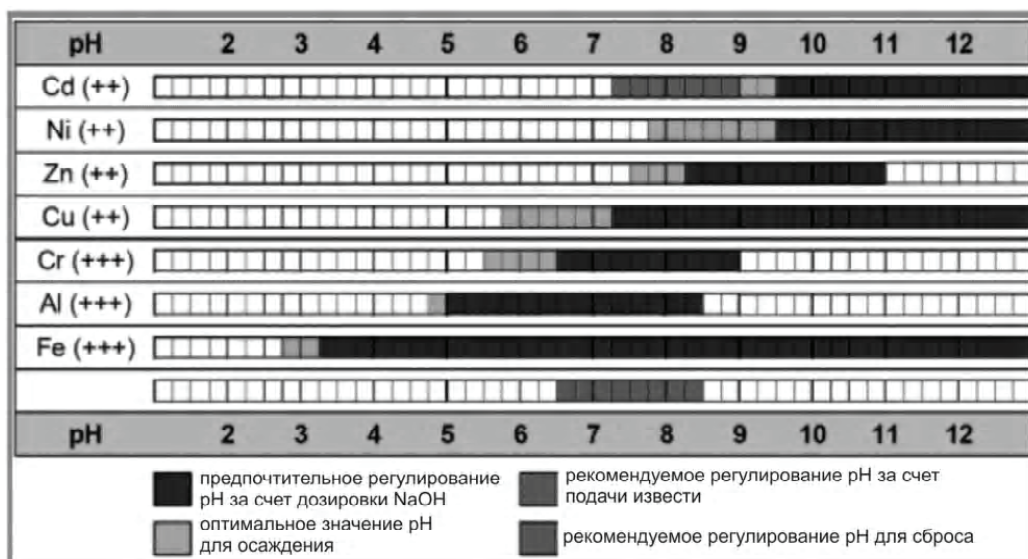 pH 2 3 4 5 6 7 8 9 10 11 12
Cd (++)
Ni (++)
Zn (++)
Cu (++)
Cr (+++)
Al (+++)
Fe (+++)
pH 2 3 4 5 6 7 8 9 10 11 12
предпочтительное регулирование
pH за счет дозировки NaOH
оптимальное значение pH
для осаждения
рекомендуемое регулирование pH за счет
подачи извести
рекомендуемое регулирование pH для сброса